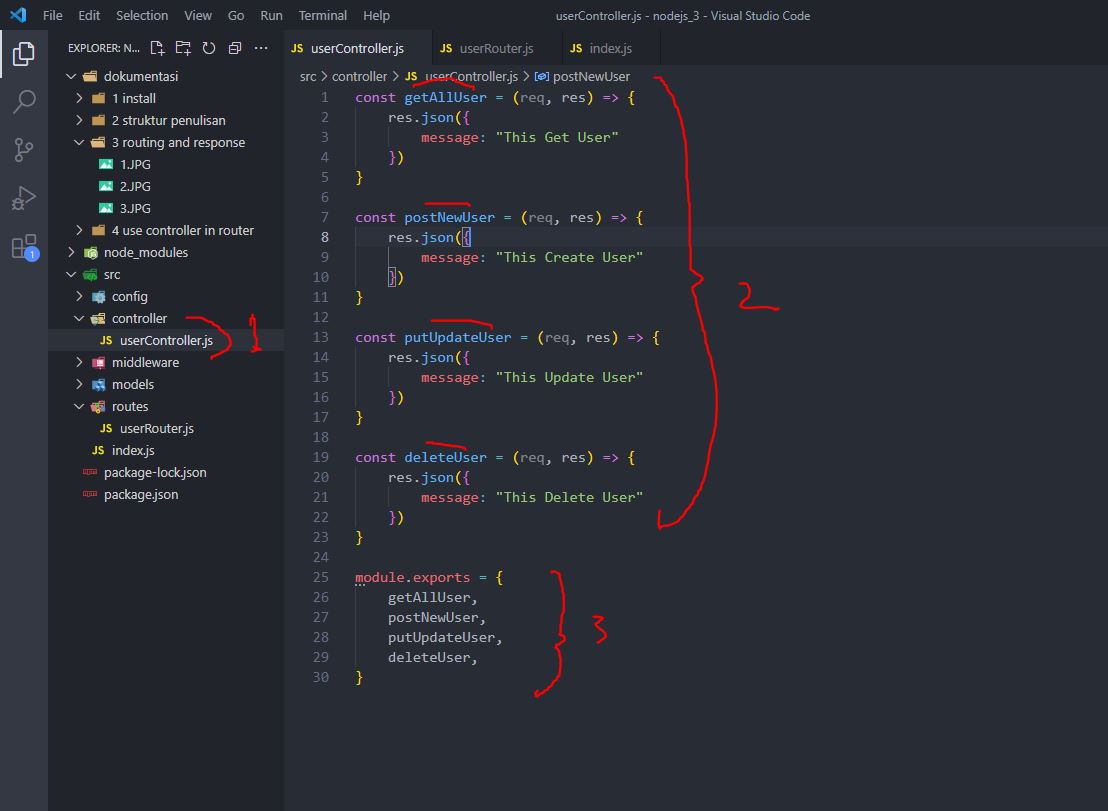 File Edit Selection View Go Run Terminal Help userController.js - nodejs_3 - Visual Studio Code
EXPLORER: N... ···
dokumentasi
1 install
2 struktur penulisan
3 routing and response
1.JPG
2.JPG
3.JPG
4 use controller in router
node_modules
src
config
controller
JS userController.js
middleware
models
routes
JS userRouter.js
JS index.js
package-lock.json
package.json
1
1
JS userController.js JS userRouter.js JS index.js
src > controller > JS userController.js > postNewUser
1 const getAllUser = (req, res) => {
2 res.json({
3 message: "This Get User"
4 })
5 }
6
7 const postNewUser = (req, res) => {
8 res.json({
9 message: "This Create User"
10 })
11 }
12
13 const putUpdateUser = (req, res) => {
14 res.json({
15 message: "This Update User"
16 })
17 }
18
19 const deleteUser = (req, res) => {
20 res.json({
21 message: "This Delete User"
22 })
23 }
24
25 module.exports = {
26 getAllUser,
27 postNewUser,
28 putUpdateUser,
29 deleteUser,
30 }
2
3